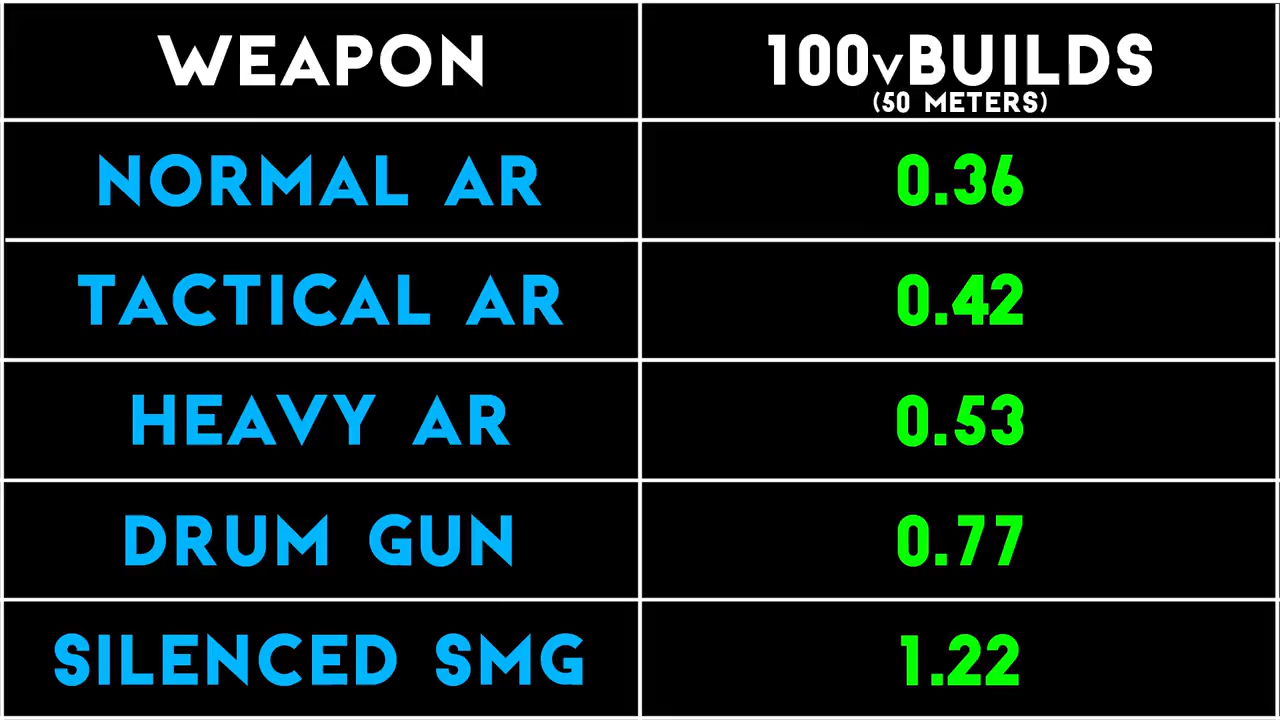 WEAPON
100vBUILDS
(50 METERS)
NORMAL AR
0.36
TACTICAL AR
0.42
HEAVY AR
0.53
DRUM GUN
0.77
SILENCED SMG
1.22